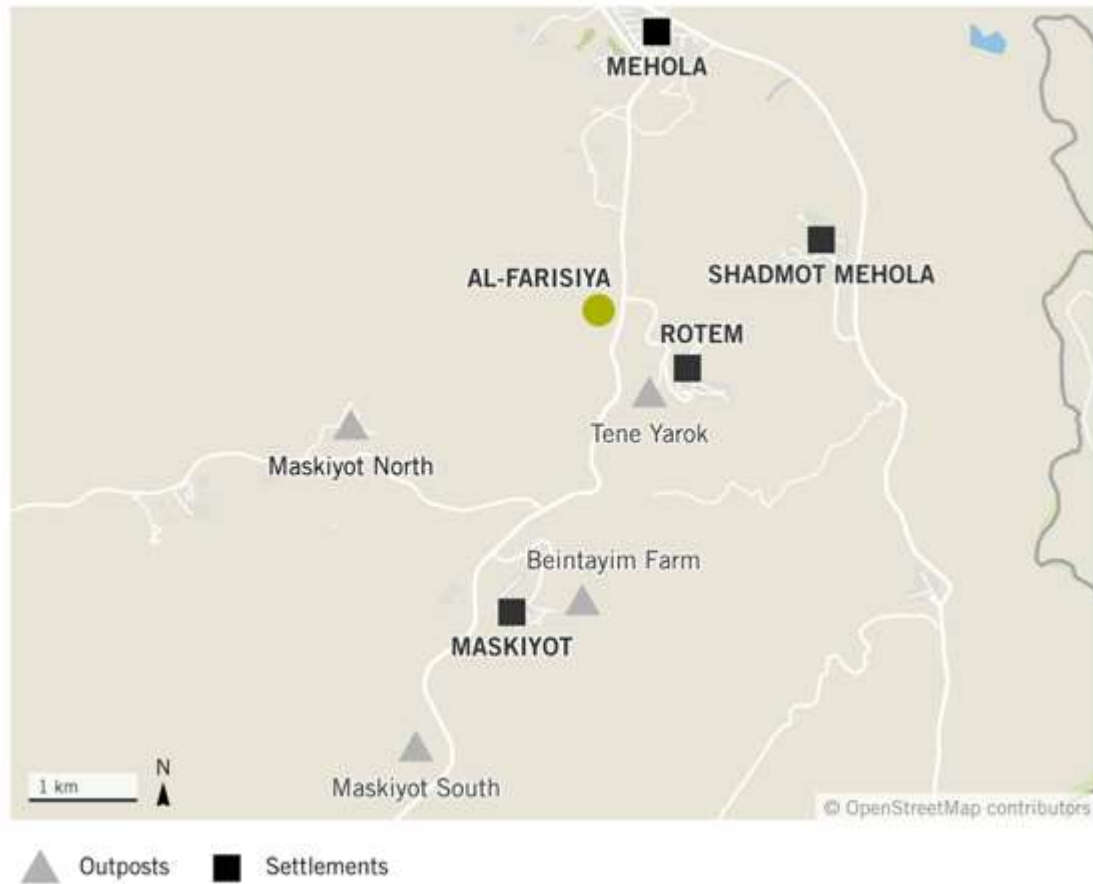 MEHOLA
AL-FARISIYA
SHADMOT MEHOLA
ROTEM
Tene Yarok
Maskiyot North
Beintayim Farm
MASKIYOT
Maskiyot South
1 km
N
© OpenStreetMap contributors
Outposts
Settlements